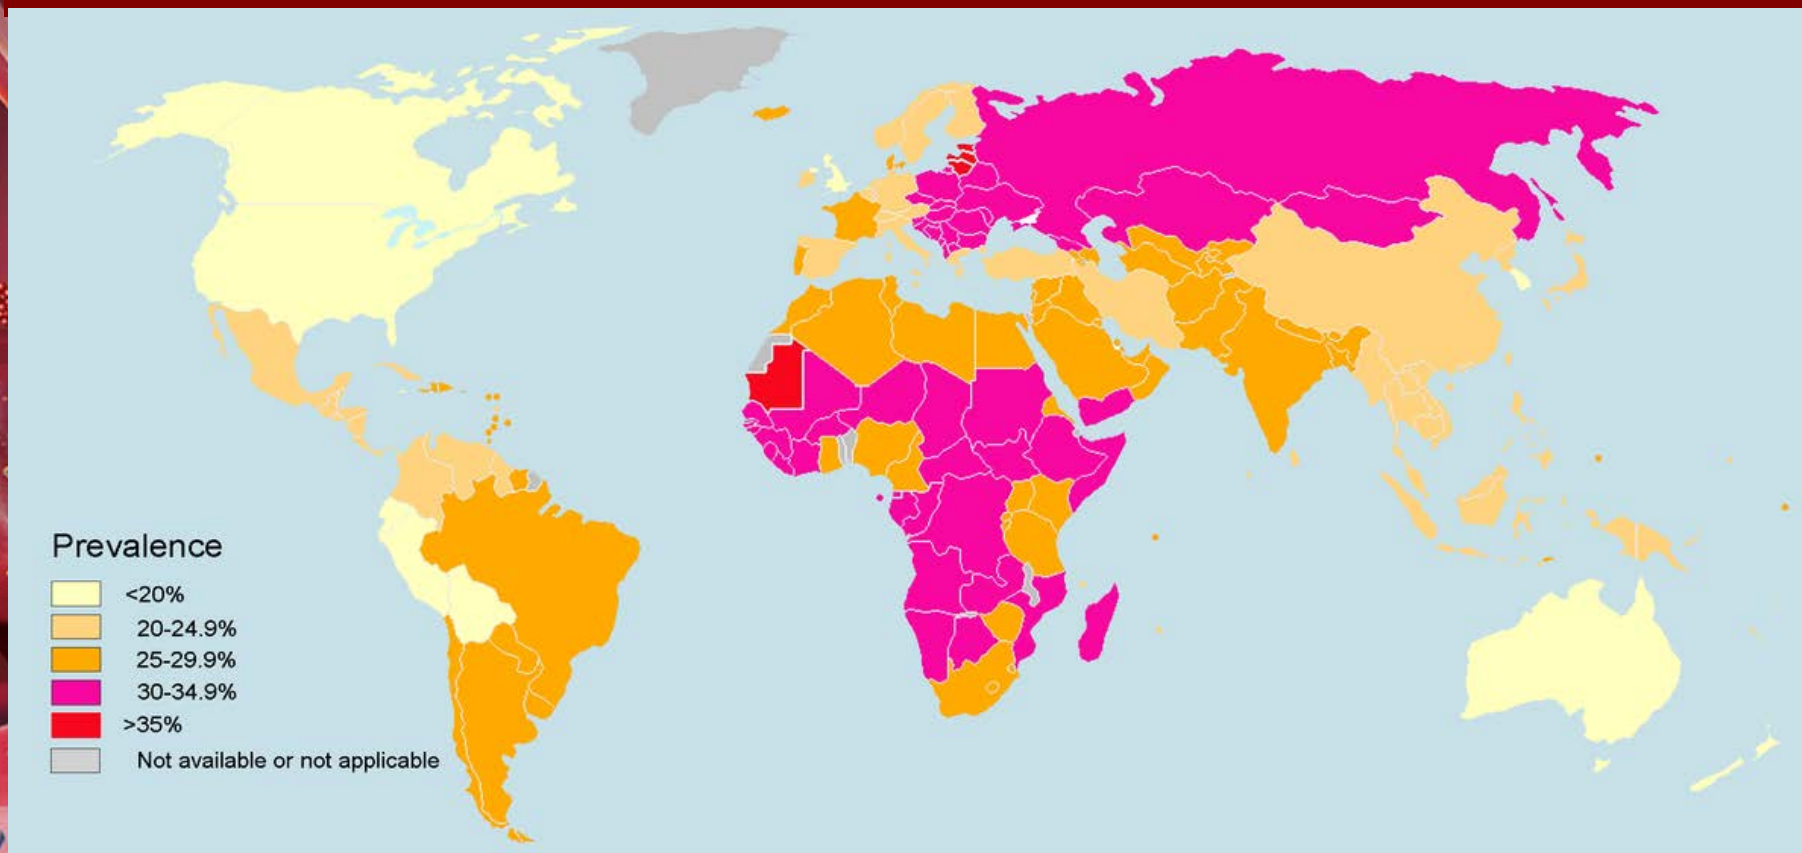 Prevalence
<20%
20-24.9%
25-29.9%
30-34.9%
>35%
Not available or not applicable